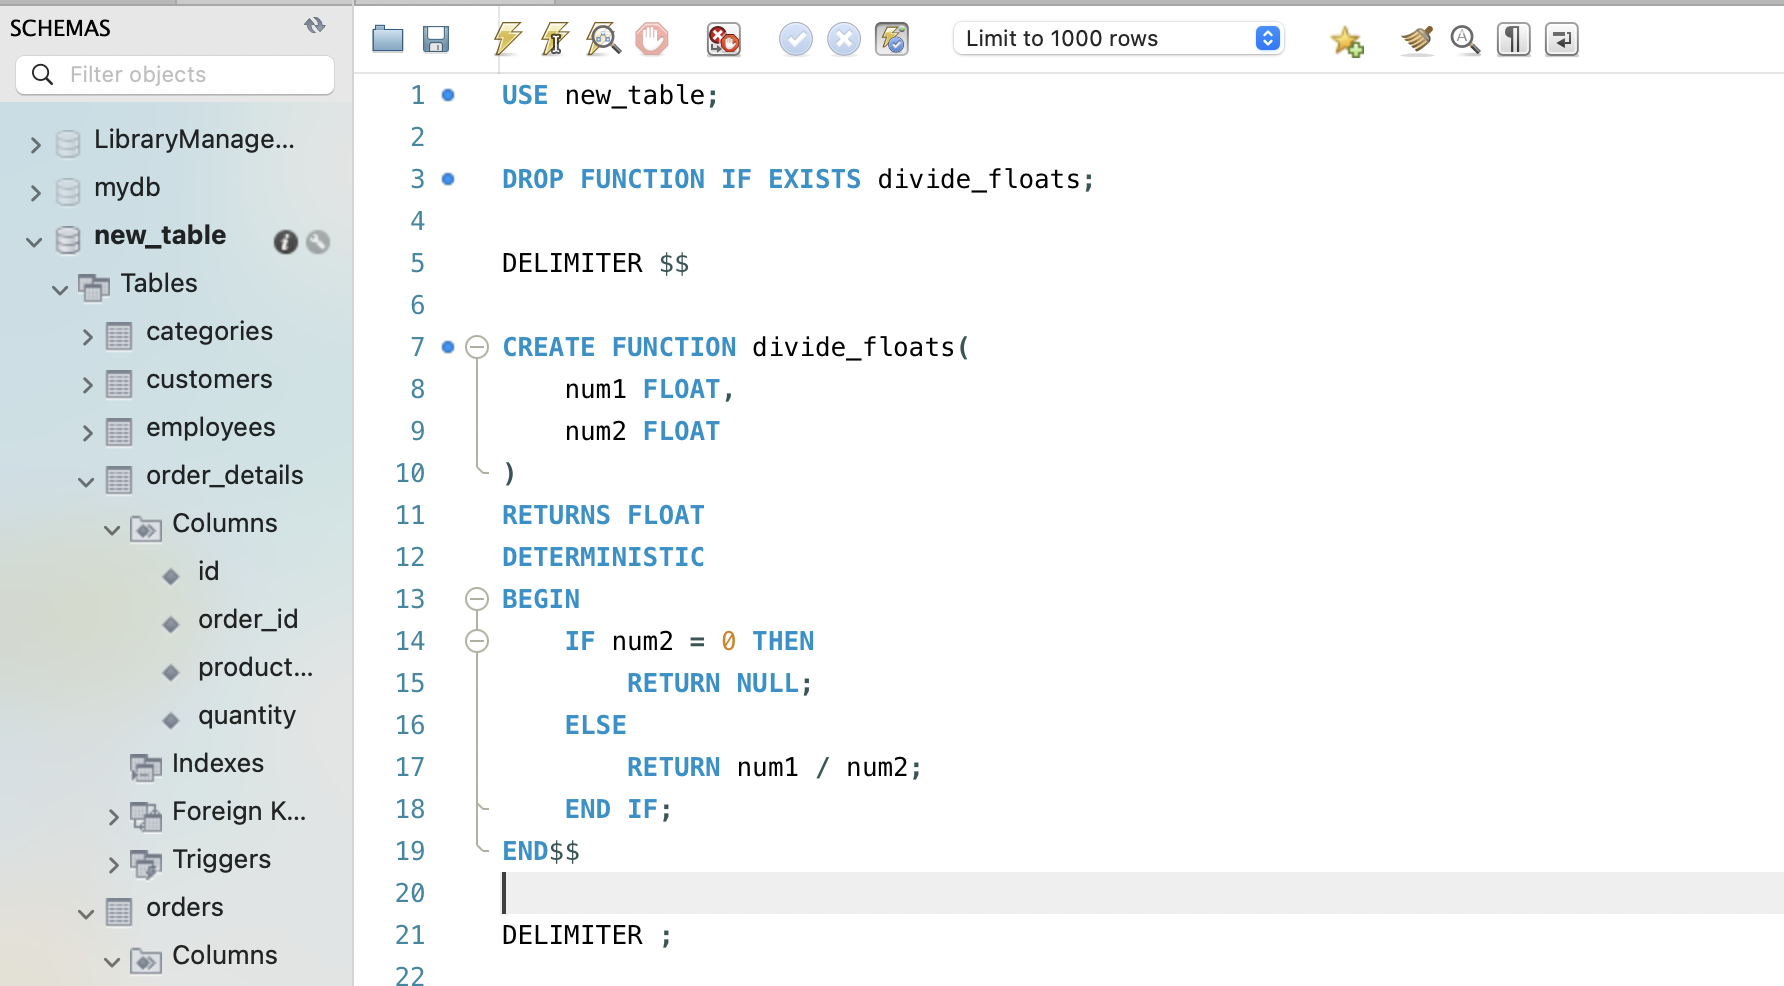 SCHEMAS
Filter objects
LibraryManage...
mydb
new_table
Tables
categories
customers
employees
order_details
Columns
id
order_id
product...
quantity
Indexes
Foreign K...
Triggers
orders
Columns
Limit to 1000 rows
1 USE new_table;
2
3 DROP FUNCTION IF EXISTS divide_floats;
4
5 DELIMITER $$
6
7 CREATE FUNCTION divide_floats(
8 num1 FLOAT,
9 num2 FLOAT
10 )
11 RETURNS FLOAT
12 DETERMINISTIC
13 BEGIN
14 IF num2 = 0 THEN
15 RETURN NULL;
16 ELSE
17 RETURN num1 / num2;
18 END IF;
19 END$$
20
21 DELIMITER ;
22